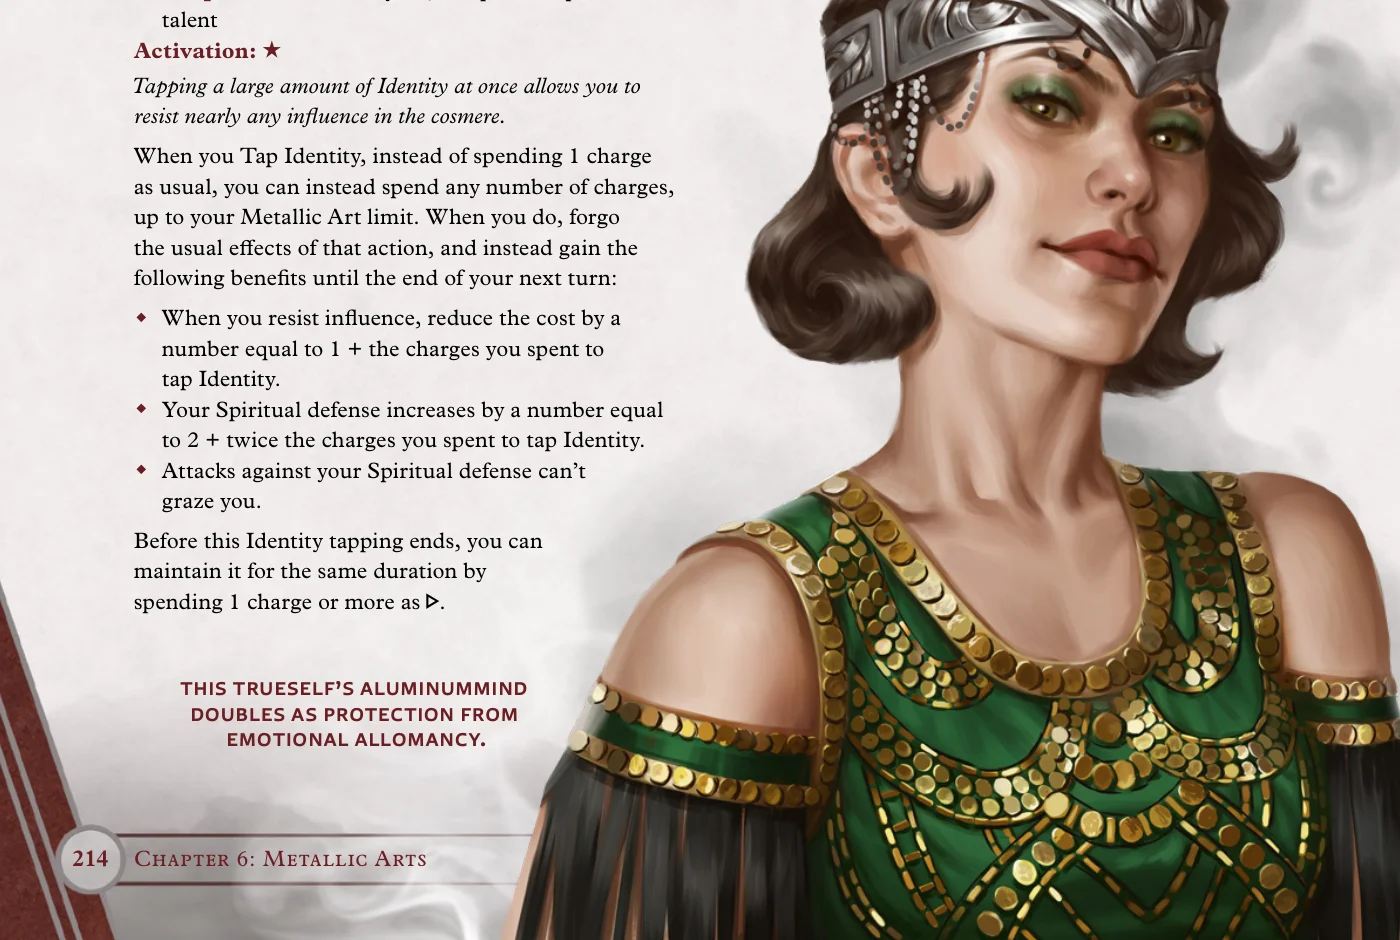 talent
Activation: ★
Tapping a large amount of Identity at once allows you to
resist nearly any influence in the cosmere.
When you Tap Identity, instead of spending 1 charge
as usual, you can instead spend any number of charges,
up to your Metallic Art limit. When you do, forgo
the usual effects of that action, and instead gain the
following benefits until the end of your next turn:
◆ When you resist influence, reduce the cost by a
number equal to 1 + the charges you spent to
tap Identity.
◆ Your Spiritual defense increases by a number equal
to 2 + twice the charges you spent to tap Identity.
◆ Attacks against your Spiritual defense can’t
graze you.
Before this Identity tapping ends, you can
maintain it for the same duration by
spending 1 charge or more as ▷.
THIS TRUESELF’S ALUMINUMMIND
DOUBLES AS PROTECTION FROM
EMOTIONAL ALLOMANCY.
214 Chapter 6: Metallic Arts